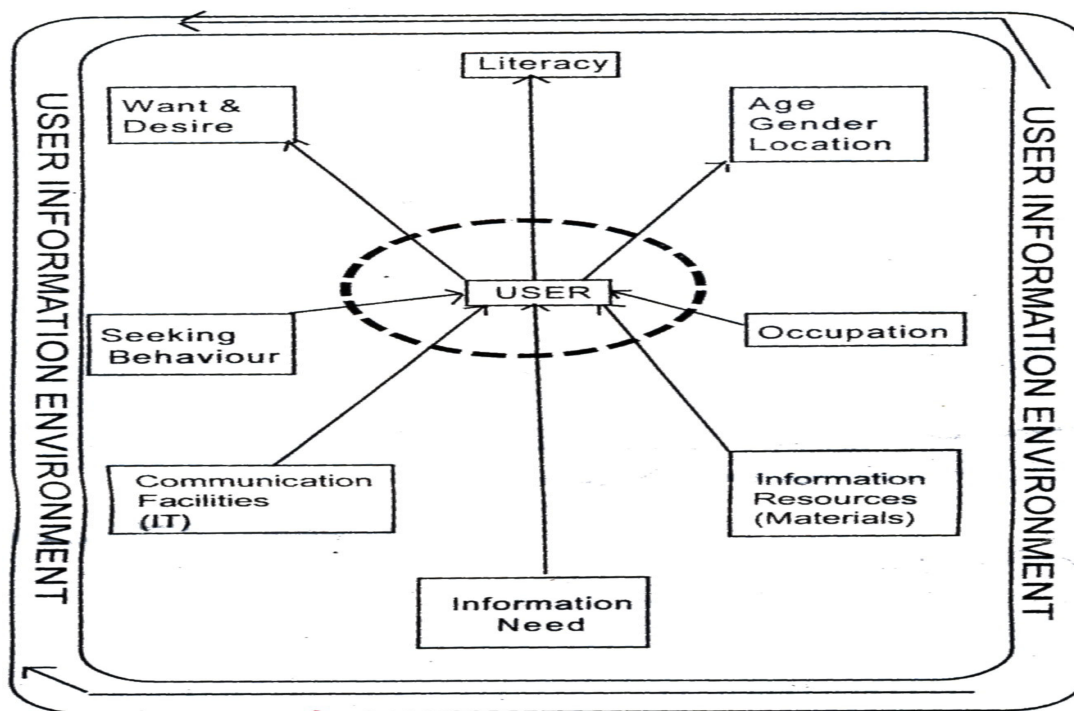 Literacy
Want &
Desire
Age
Gender
Location
USER INFORMATION ENVIRONMENT
USER INFORMATION ENVIRONMENT
USER
Seeking
Behaviour
Occupation
Communication
Facilities
(IT)
Information
Resources
(Materials)
Information
Need